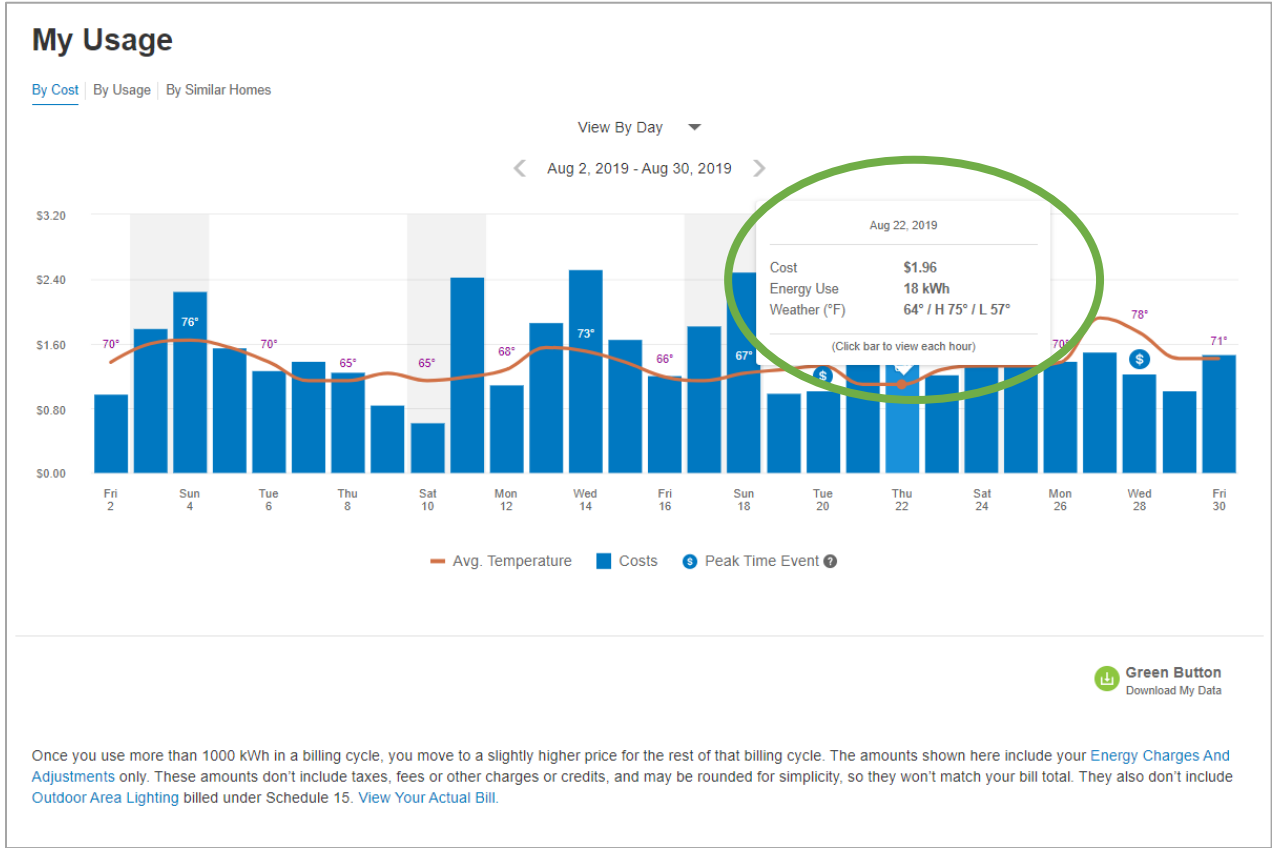 My Usage
By Cost By Usage By Similar Homes
View By Day
Aug 2, 2019 - Aug 30, 2019
$3.20
$2.40
$1.60
$0.80
$0.00
Aug 22, 2019
Cost $1.96
Energy Use 18 kWh
Weather (°F) 64° / H 75° / L 57°
(Click bar to view each hour)
70° 76° 70° 65° 65° 68° 73° 66° 67° $ 70° 78° $ 71°
Fri Sun Tue Thu Sat Mon Wed Fri Sun Tue Thu Sat Mon Wed Fri
2 4 6 8 10 12 14 16 18 20 22 24 26 28 30
Avg. Temperature Costs $ Peak Time Event ?
Green Button
Download My Data
Once you use more than 1000 kWh in a billing cycle, you move to a slightly higher price for the rest of that billing cycle. The amounts shown here include your Energy Charges And
Adjustments only. These amounts don't include taxes, fees or other charges or credits, and may be rounded for simplicity, so they won't match your bill total. They also don't include
Outdoor Area Lighting billed under Schedule 15. View Your Actual Bill.